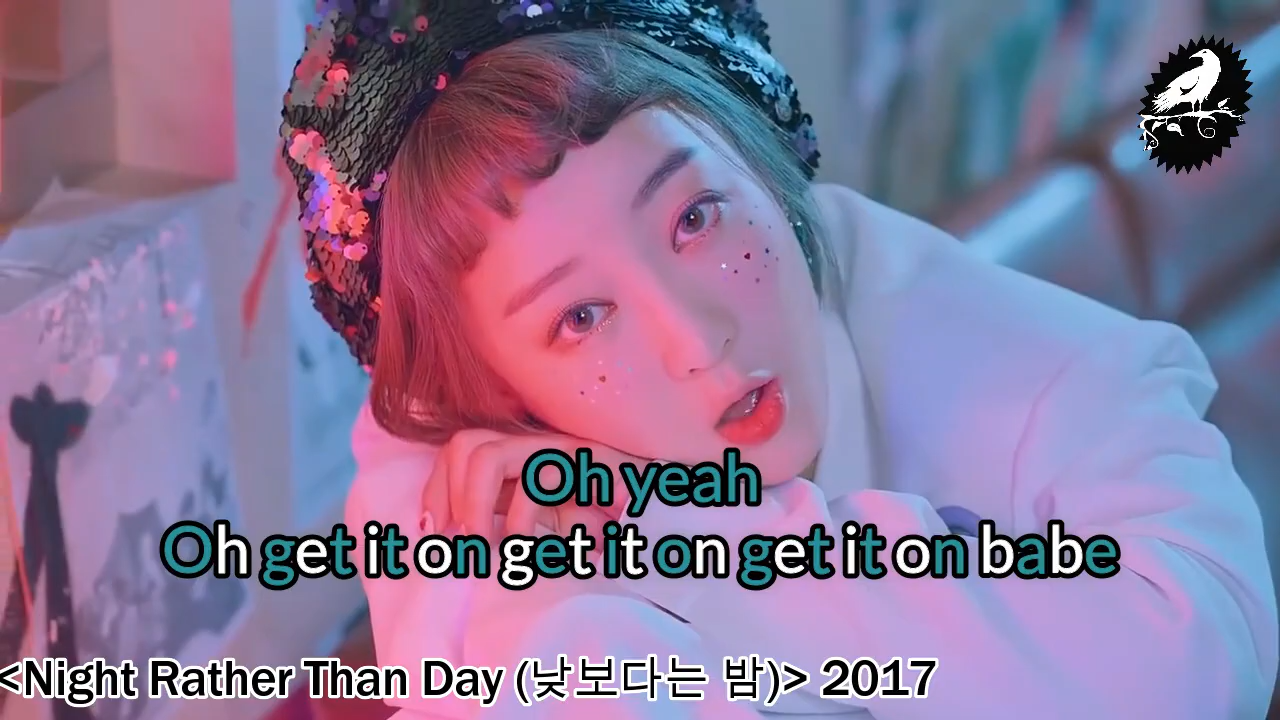 Oh yeah
Oh get it on get it on get it on babe
<Night Rather Than Day (낮보다는 밤)> 2017